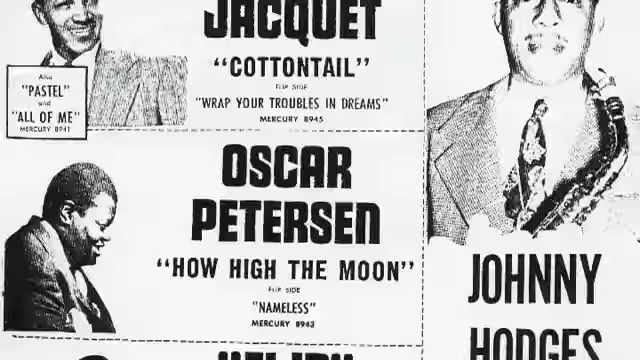 JACQUET
"COTTONTAIL"
FLIP SIDE
"WRAP YOUR TROUBLES IN DREAMS"
MERCURY 8945
Also
"PASTEL"
and
"ALL OF ME"
MERCURY 8941
OSCAR
PETERSEN
"HOW HIGH THE MOON"
FLIP SIDE
"NAMELESS"
MERCURY 8943
JOHNNY
HODGES